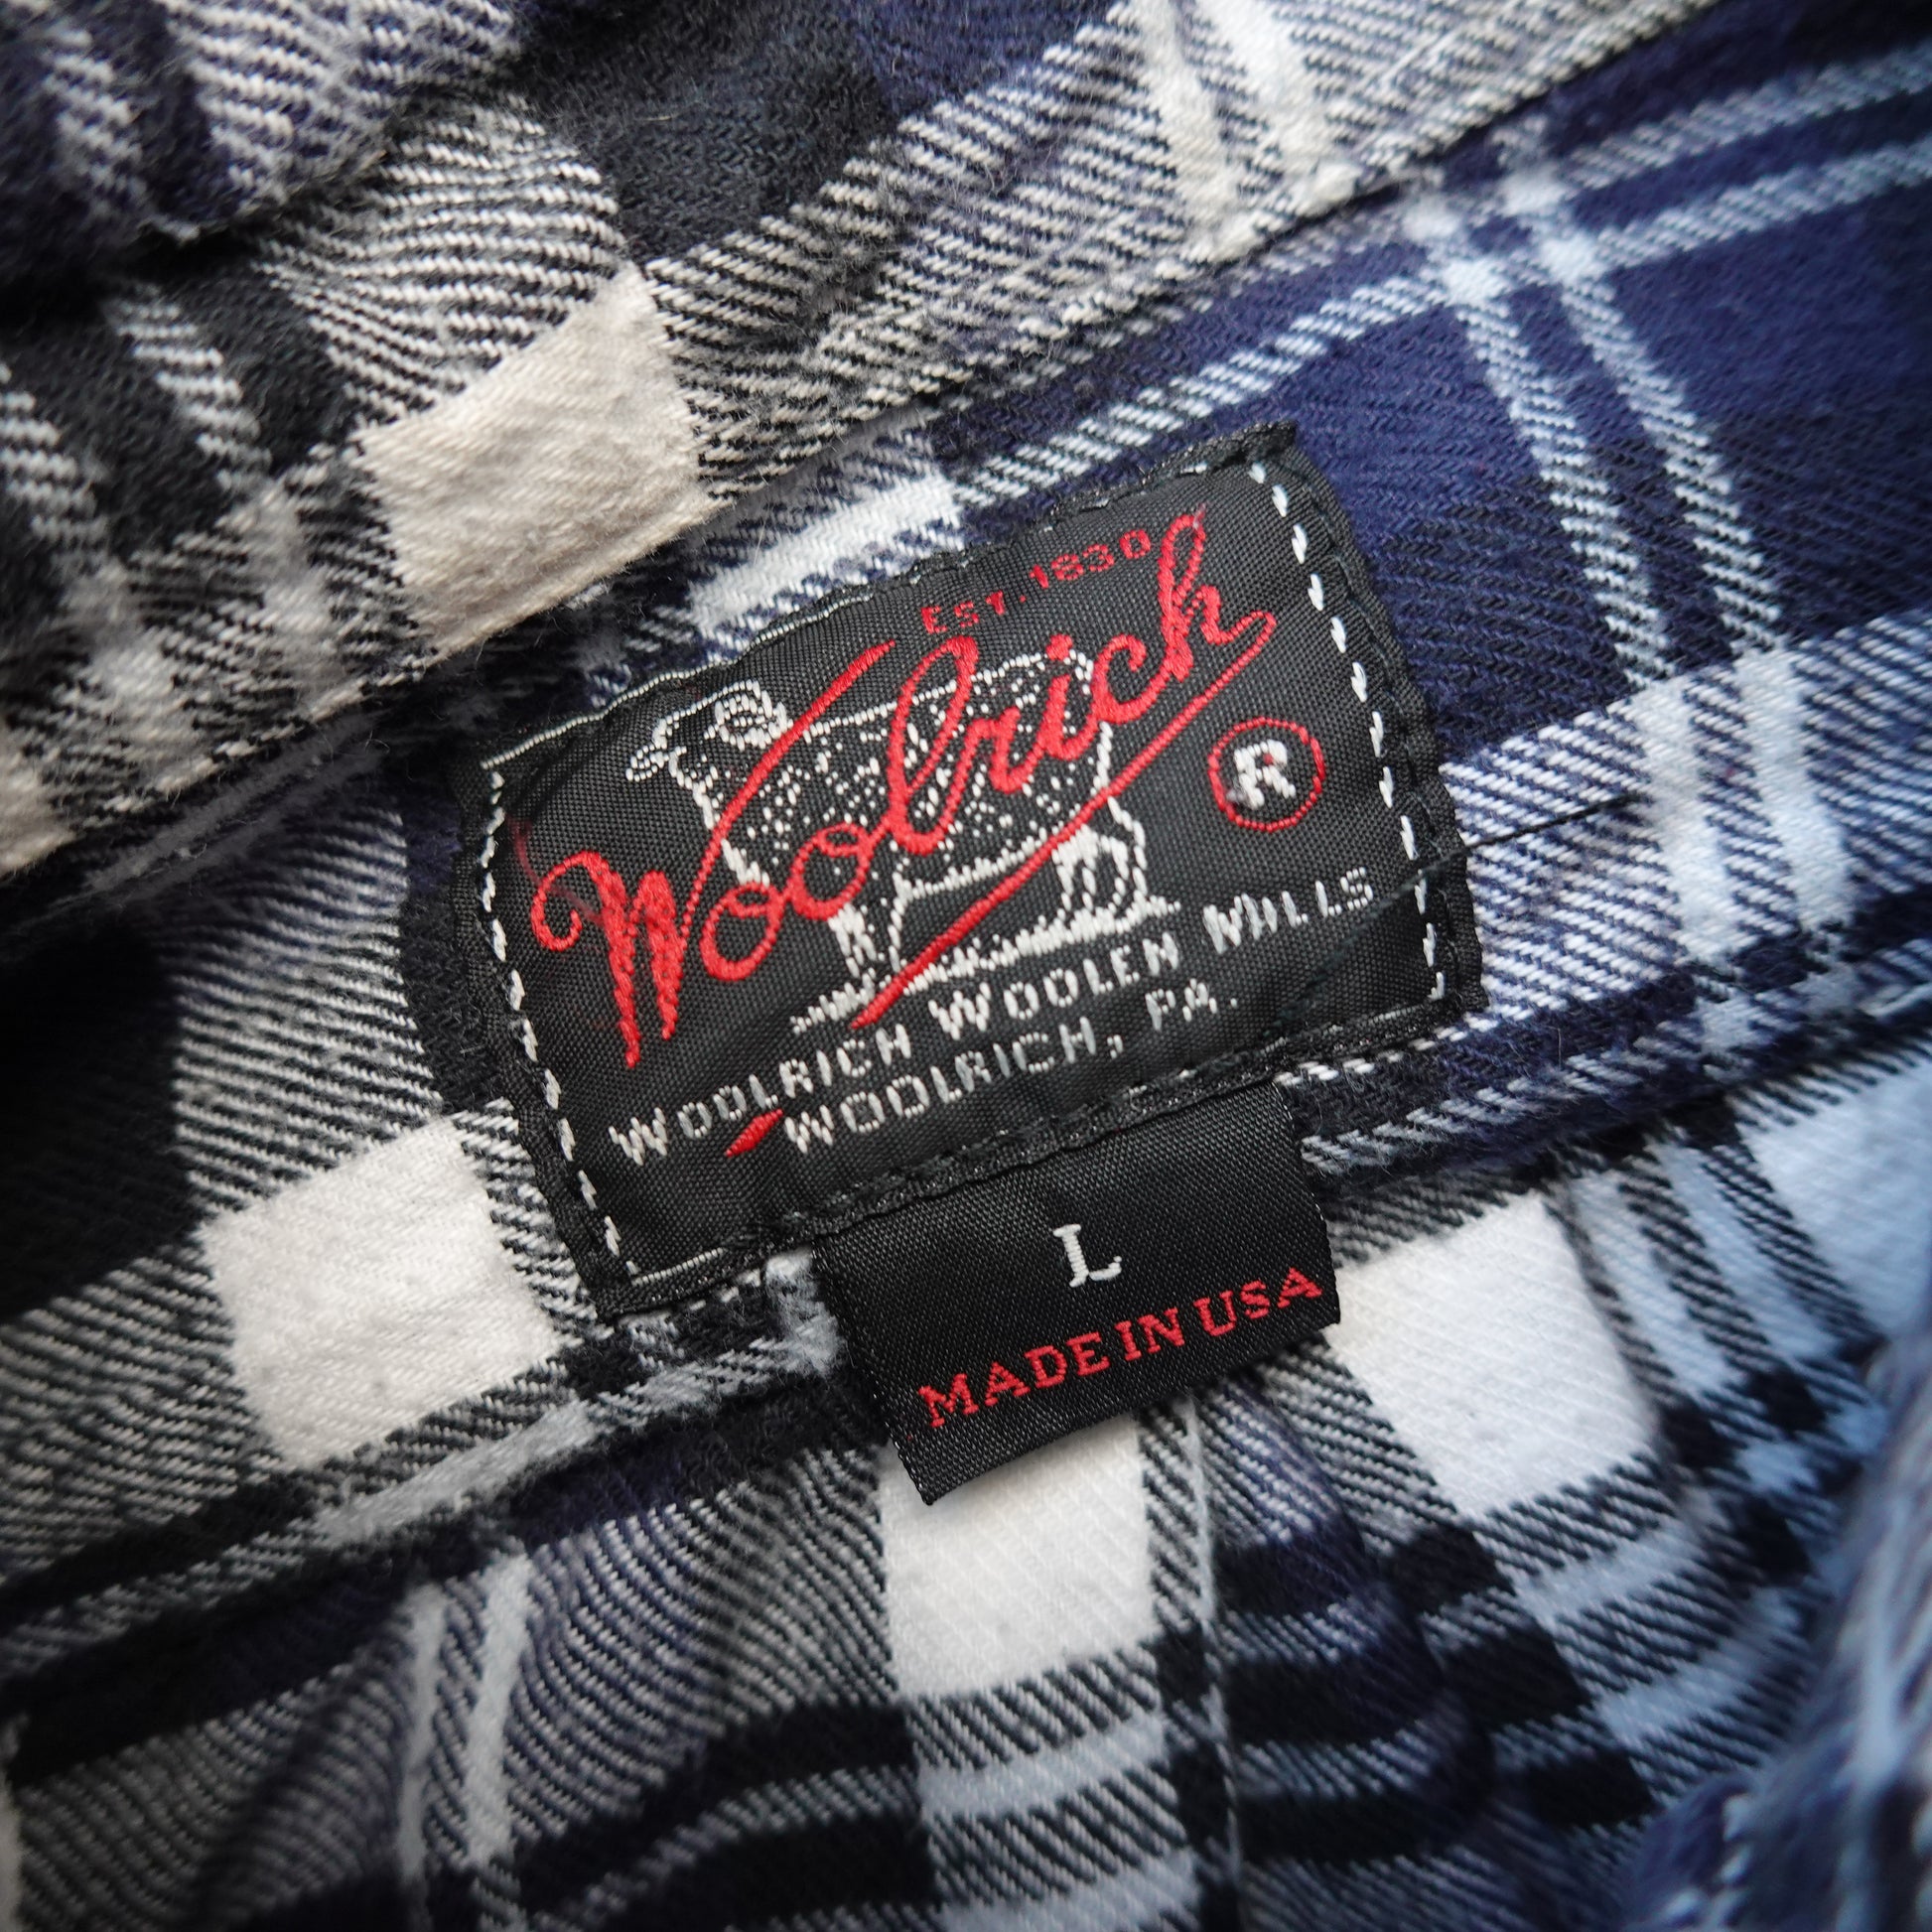 EST. 1830
Woolrich
R
WOOLRICH WOOLEN MILLS
WOOLRICH, PA.
L
MADE IN USA